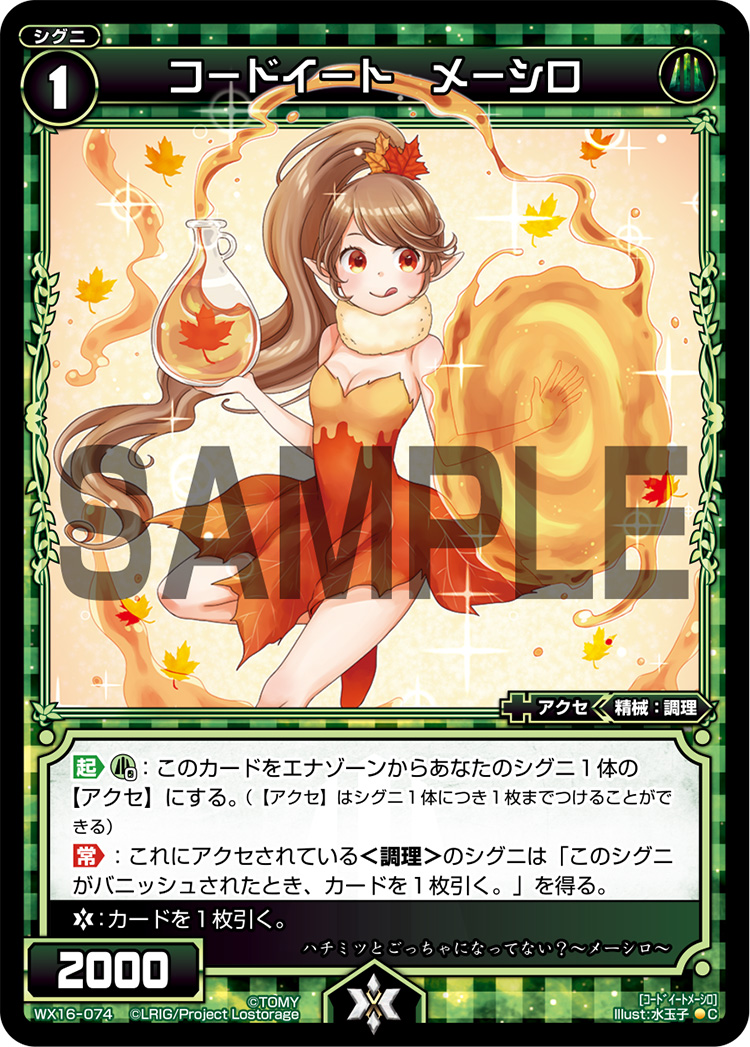 シグニ
1
コードイート　メーシロ
SAMPLE
アクセ
精械：調理
起 ：このカードをエナゾーンからあなたのシグニ１体の
【アクセ】にする。（【アクセ】はシグニ１体につき１枚までつけることがで
きる）
常 ：これにアクセされている＜調理＞のシグニは「このシグニ
がバニッシュされたとき、カードを１枚引く。」を得る。
：カードを１枚引く。
ハチミツとごっちゃになってない？～メーシロ～
2000
WX16-074 ©TOMY
©LRIG/Project Lostorage
[ｺｰﾄﾞｲｰﾄﾒｰｼﾛ]
Illust:水玉子 C